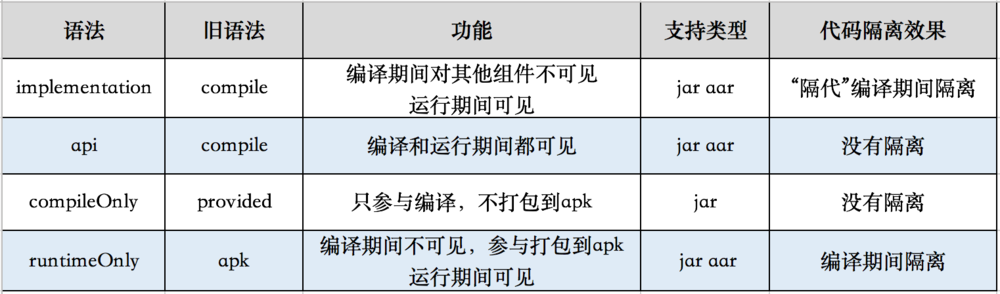 语法 旧语法 功能 支持类型 代码隔离效果
implementation compile 编译期间对其他组件不可见 jar aar “隔代”编译期间隔离
运行期间可见
api compile 编译和运行期间都可见 jar aar 没有隔离
compileOnly provided 只参与编译，不打包到apk jar 没有隔离
runtimeOnly apk 编译期间不可见，参与打包到apk jar aar 编译期间隔离
运行期间可见